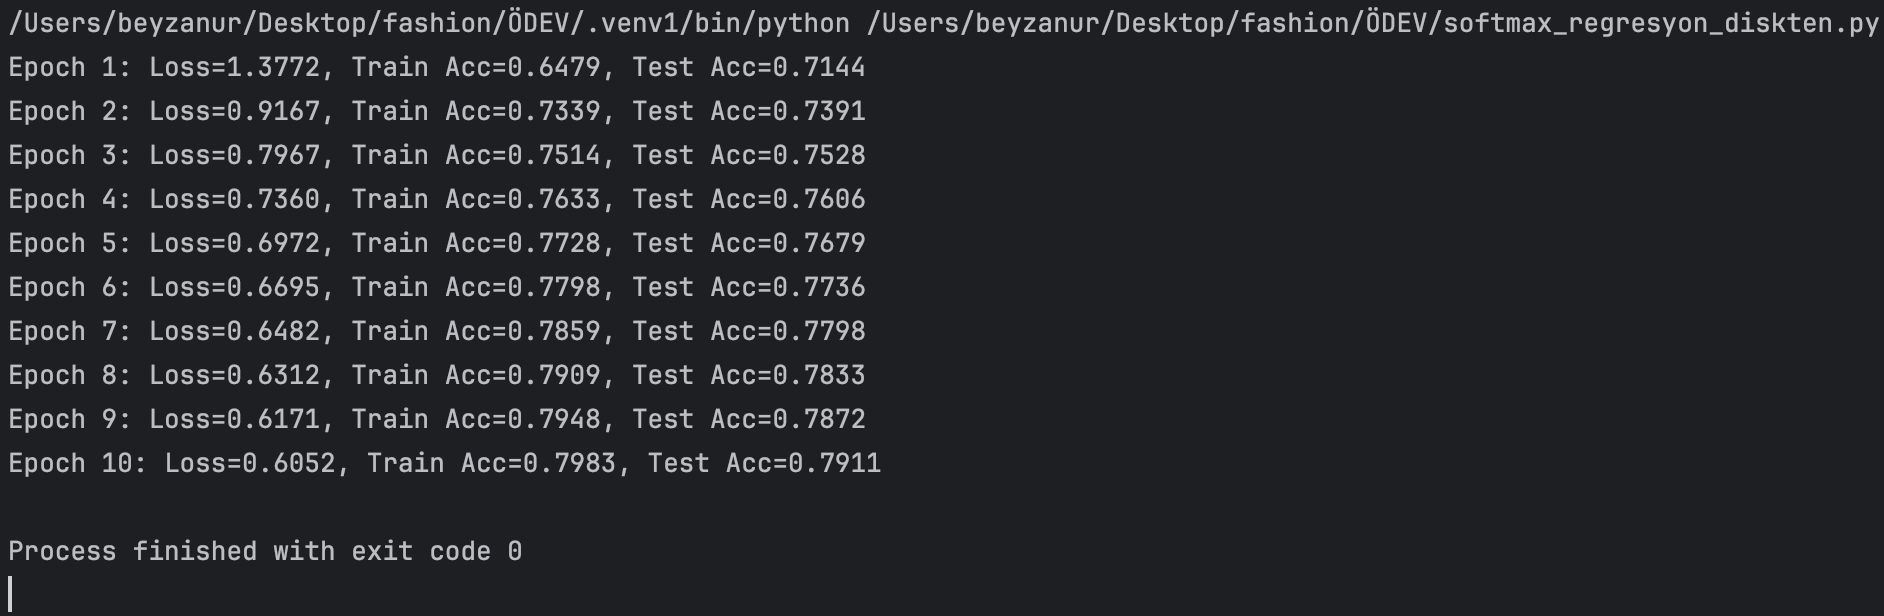 /Users/beyzanur/Desktop/fashion/ÖDEV/.venv1/bin/python /Users/beyzanur/Desktop/fashion/ÖDEV/softmax_regresyon_diskten.py
Epoch 1: Loss=1.3772, Train Acc=0.6479, Test Acc=0.7144
Epoch 2: Loss=0.9167, Train Acc=0.7339, Test Acc=0.7391
Epoch 3: Loss=0.7967, Train Acc=0.7514, Test Acc=0.7528
Epoch 4: Loss=0.7360, Train Acc=0.7633, Test Acc=0.7606
Epoch 5: Loss=0.6972, Train Acc=0.7728, Test Acc=0.7679
Epoch 6: Loss=0.6695, Train Acc=0.7798, Test Acc=0.7736
Epoch 7: Loss=0.6482, Train Acc=0.7859, Test Acc=0.7798
Epoch 8: Loss=0.6312, Train Acc=0.7909, Test Acc=0.7833
Epoch 9: Loss=0.6171, Train Acc=0.7948, Test Acc=0.7872
Epoch 10: Loss=0.6052, Train Acc=0.7983, Test Acc=0.7911
Process finished with exit code 0